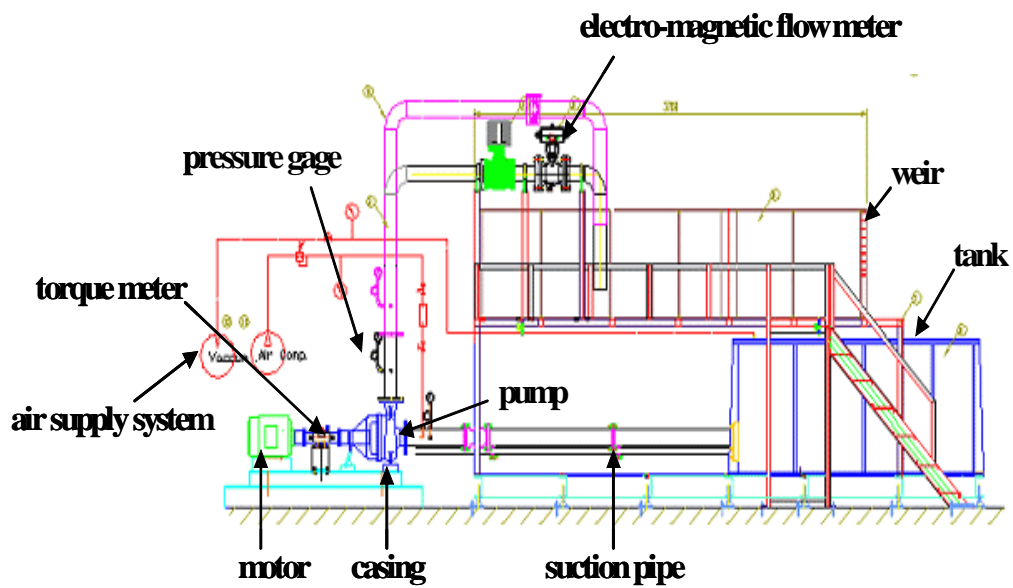 electro-magnetic flow meter
pressure gage
weir
tank
torque meter
Air Comp.
air supply system
pump
motor
casing
suction pipe